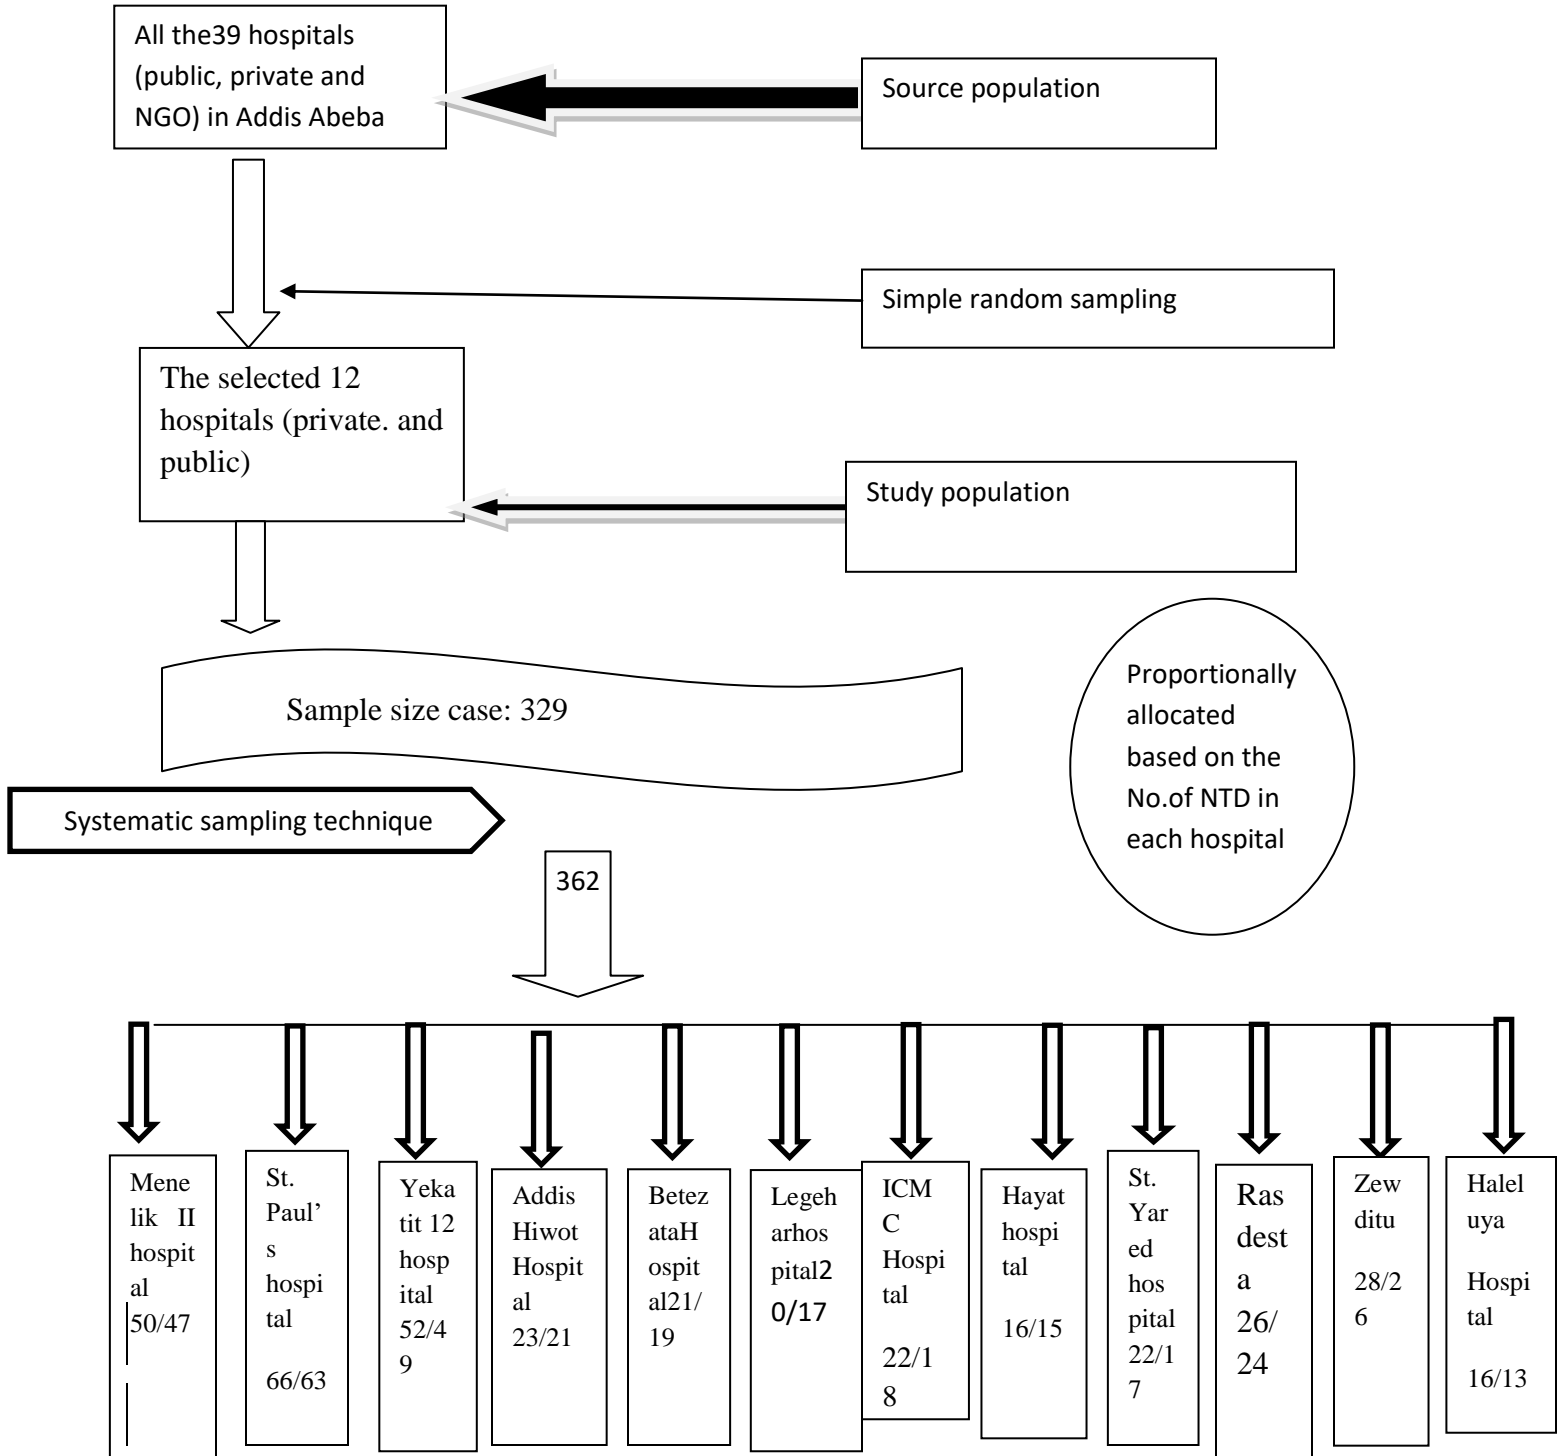 All the39 hospitals
(public, private and
NGO) in Addis Abeba
Source population
Simple random sampling
The selected 12
hospitals (private. and
public)
Study population
Sample size case: 329
Proportionally
allocated
based on the
No.of NTD in
each hospital
Systematic sampling technique
362
Mene
lik II
hospit
al
50/47
St.
Paul’
s
hospi
tal
66/63
Yeka
tit 12
hosp
ital
52/4
9
Addis
Hiwot
Hospit
al
23/21
Betez
ataH
ospit
al21/
19
Legeh
arhos
pital2
0/17
ICM
C
Hospi
tal
22/1
8
Hayat
hospi
tal
16/15
St.
Yar
ed
hos
pital
22/1
7
Ras
dest
a
26/
24
Zew
ditu
28/2
6
Halel
uya
Hospi
tal
16/13